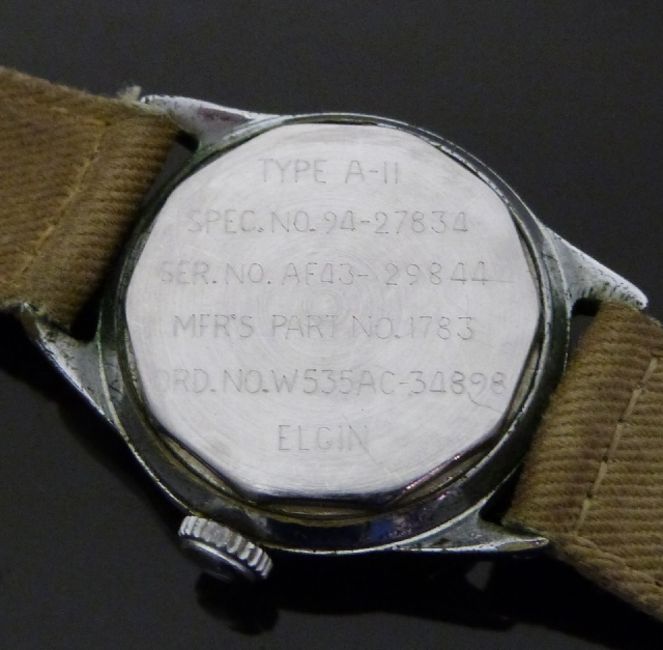 TYPE A-11
SPEC. NO. 94-27834
SER. NO. AF43- 29844
MFR'S PART NO. 1783
ORD. NO. W535AC-34898
ELGIN